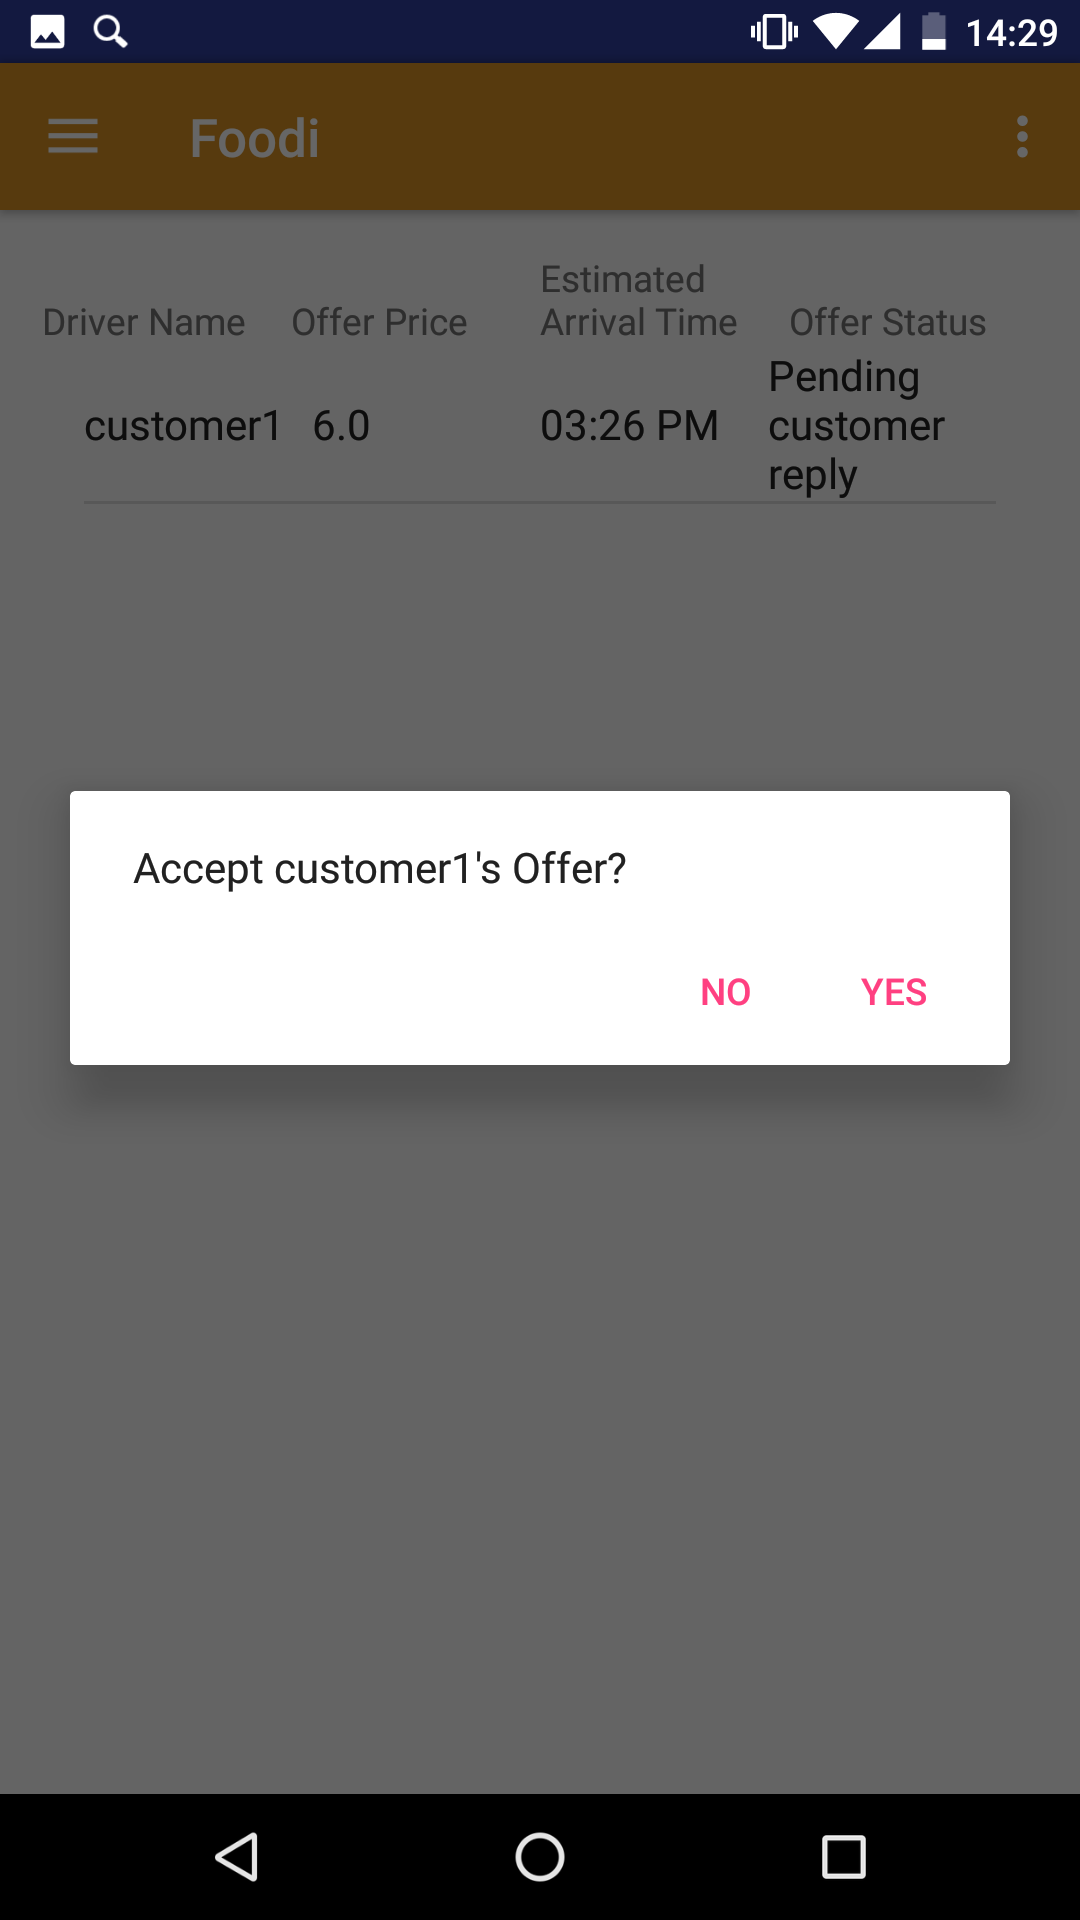 14:29
Foodi
Driver Name Offer Price Estimated Arrival Time Offer Status
customer1 6.0 03:26 PM Pending customer reply
Accept customer1's Offer?
NO YES